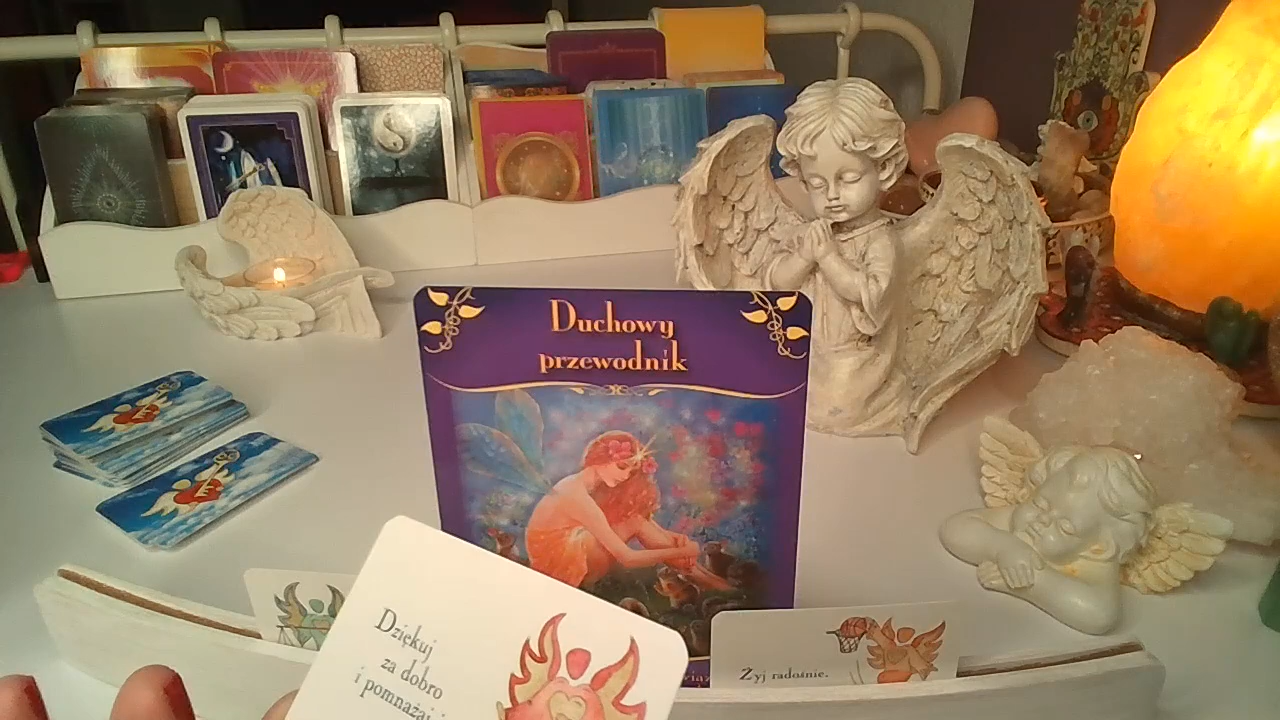 Duchowy
przewodnik
Dziękuj
za dobro
i pomnażaj
Żyj radośnie.